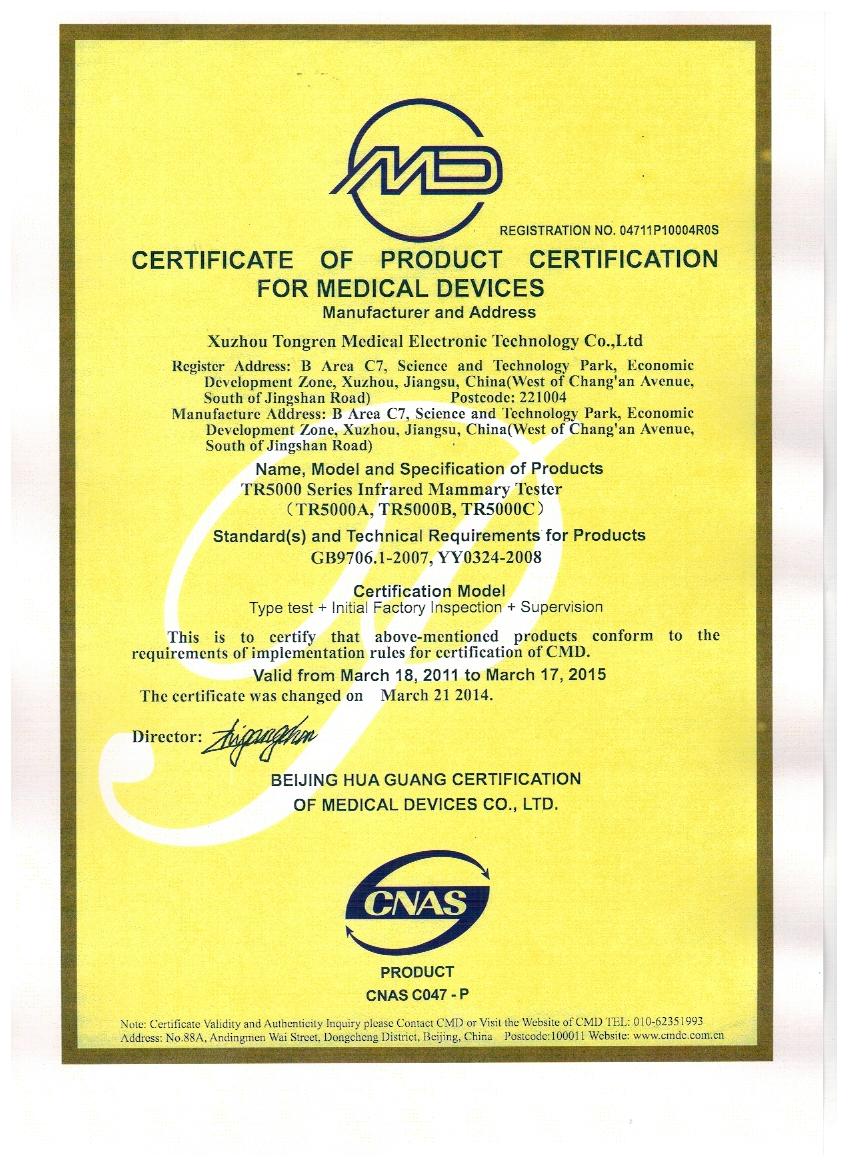 MD
REGISTRATION NO. 04711P10004R0S
CERTIFICATE OF PRODUCT CERTIFICATION
FOR MEDICAL DEVICES
Manufacturer and Address
Xuzhou Tongren Medical Electronic Technology Co.,Ltd
Register Address: B Area C7, Science and Technology Park, Economic
Development Zone, Xuzhou, Jiangsu, China(West of Chang'an Avenue,
South of Jingshan Road) Postcode: 221004
Manufacture Address: B Area C7, Science and Technology Park, Economic
Development Zone, Xuzhou, Jiangsu, China(West of Chang'an Avenue,
South of Jingshan Road)
Name, Model and Specification of Products
TR5000 Series Infrared Mammary Tester
(TR5000A, TR5000B, TR5000C)
Standard(s) and Technical Requirements for Products
GB9706.1-2007, YY0324-2008
Certification Model
Type test + Initial Factory Inspection + Supervision
This is to certify that above-mentioned products conform to the
requirements of implementation rules for certification of CMD.
Valid from March 18, 2011 to March 17, 2015
The certificate was changed on March 21 2014.
Director:
BEIJING HUA GUANG CERTIFICATION
OF MEDICAL DEVICES CO., LTD.
CNAS
PRODUCT
CNAS C047 - P
Note: Certificate Validity and Authenticity Inquiry please Contact CMD or Visit the Website of CMD TEL: 010-62351993
Address: No.88A, Andingmen Wai Street, Dongcheng District, Beijing, China Postcode:100011 Website: www.cmdc.com.cn